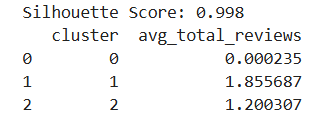 Silhouette Score: 0.998
cluster avg_total_reviews
0 0 0.000235
1 1 1.855687
2 2 1.200307